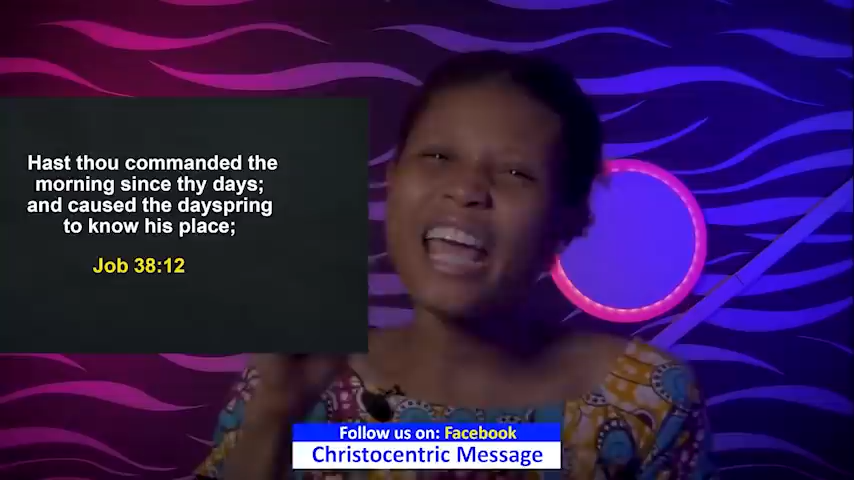 Hast thou commanded the
morning since thy days;
and caused the dayspring
to know his place;
Job 38:12
Follow us on: Facebook
Christocentric Message